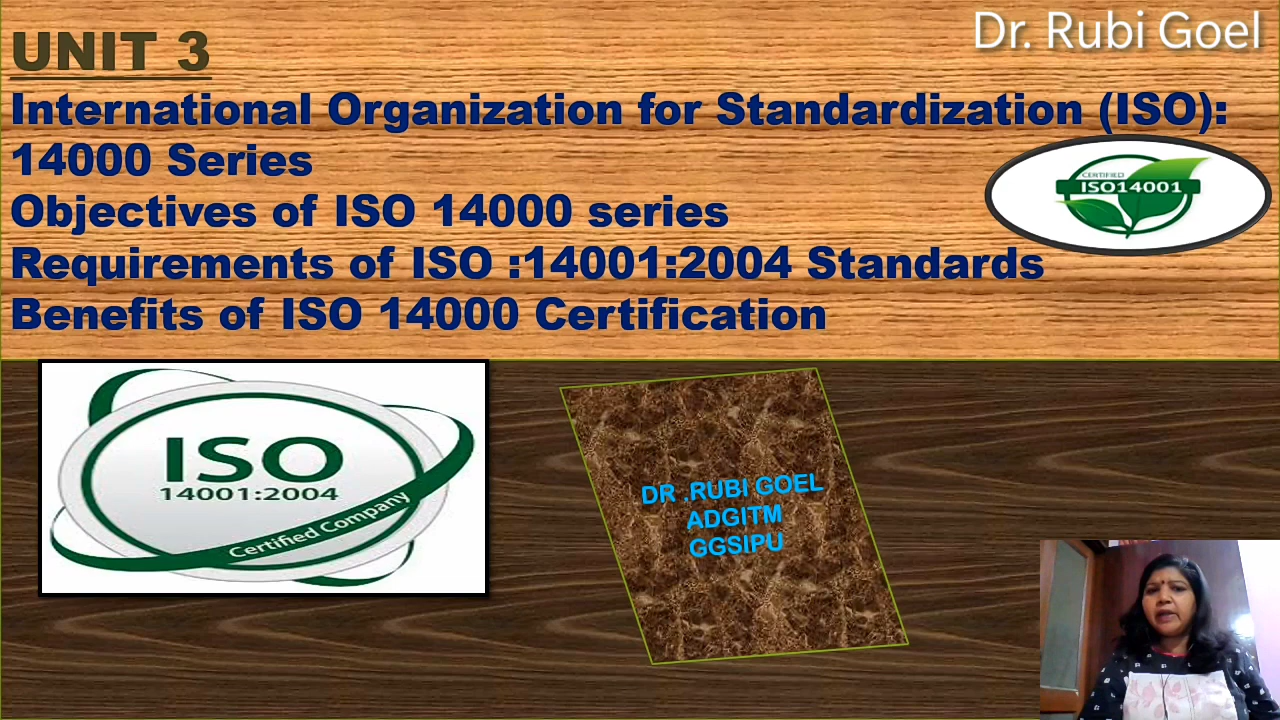 Dr. Rubi Goel
UNIT 3
International Organization for Standardization (ISO):
14000 Series
Objectives of ISO 14000 series
Requirements of ISO :14001:2004 Standards
Benefits of ISO 14000 Certification
CERTIFIED
ISO14001
ISO
14001:2004
Certified Company
DR .RUBI GOEL
ADGITM
GGSIPU